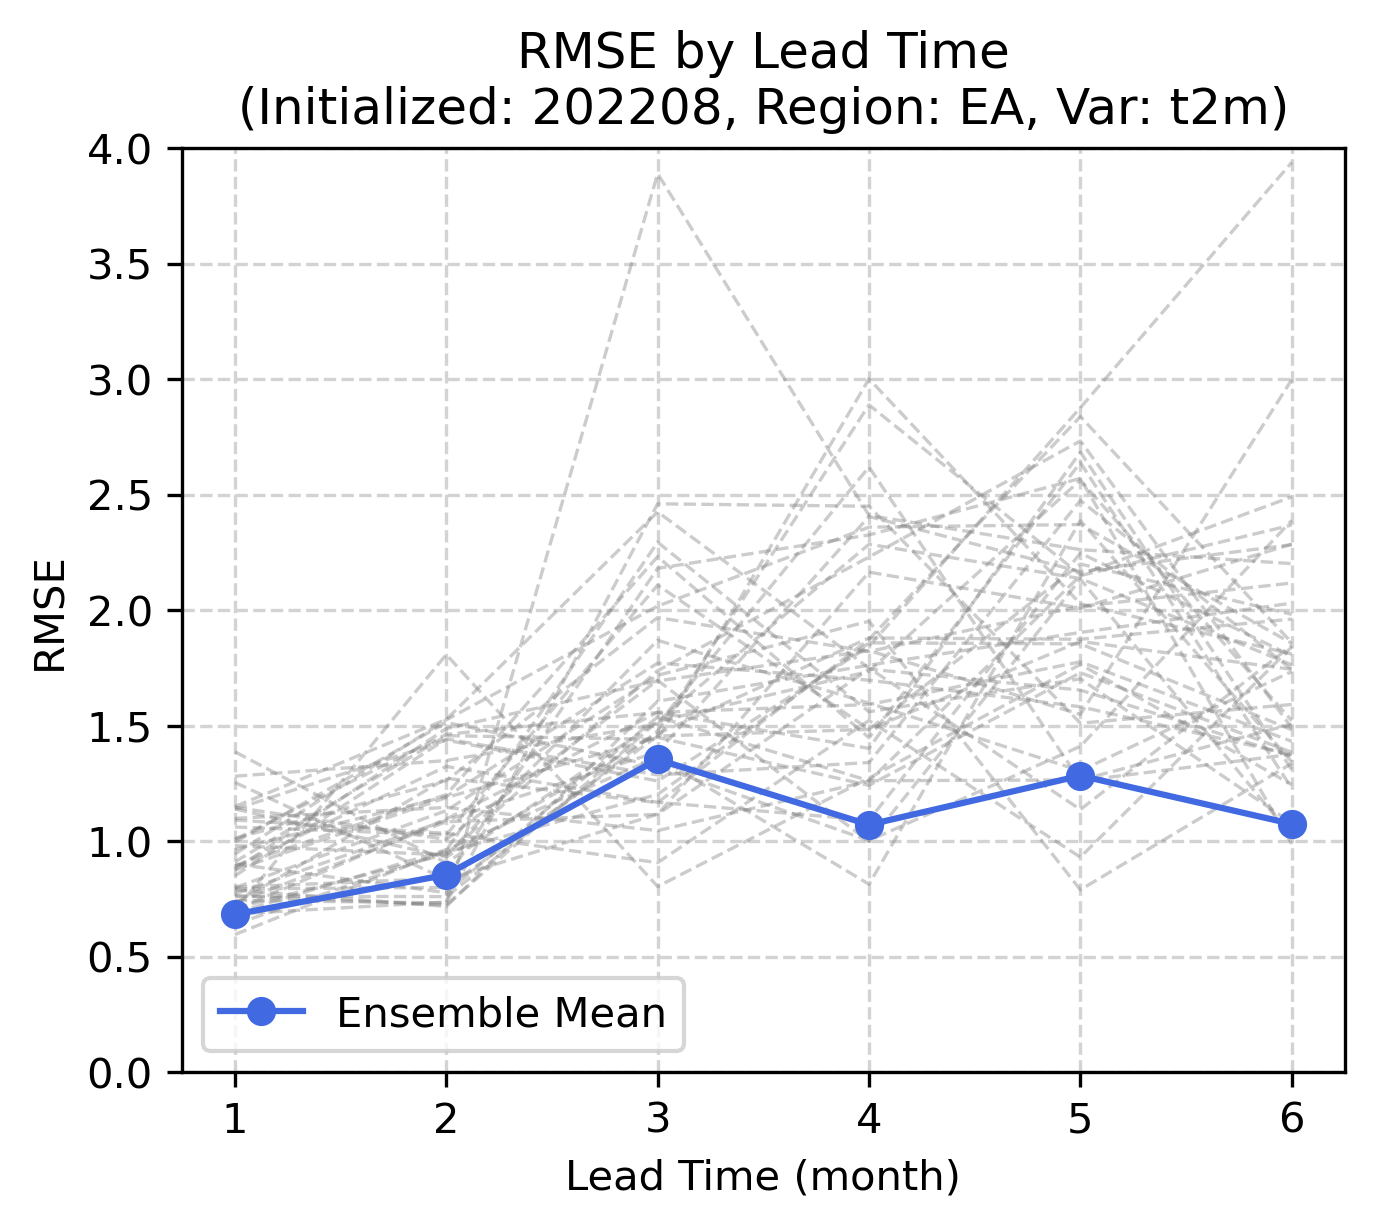 RMSE by Lead Time
(Initialized: 202208, Region: EA, Var: t2m)
4.0
3.5
3.0
2.5
2.0
1.5
1.0
0.5
0.0
RMSE
Ensemble Mean
1 2 3 4 5 6
Lead Time (month)